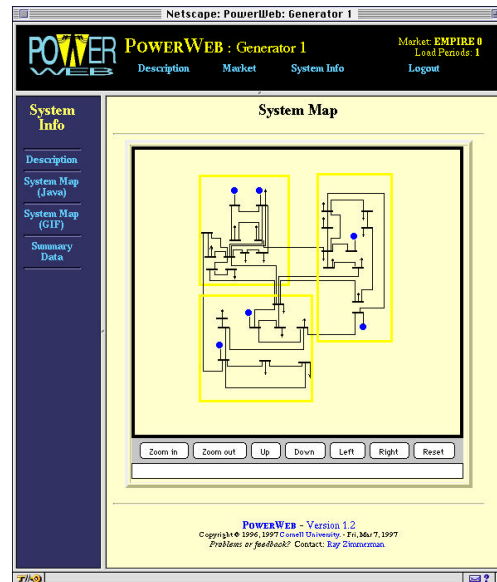 Netscape: PowerWeb: Generator 1
POWER
WEB
POWERWEB : Generator 1
Market: EMPIRE 0
Load Periods: 1
Description Market System Info Logout
System
Info
Description
System Map
(Java)
System Map
(GIF)
Summary
Data
System Map
Zoom in Zoom out Up Down Left Right Reset
POWERWEB - Version 1.2
Copyright © 1996, 1997 Cornell University. - Fri, Mar 7, 1997
Problems or feedback? Contact: Ray Zimmerman.
?